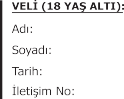 VELİ (18 YAŞ ALTI):
Adı:
Soyadı:
Tarih:
İletişim No: